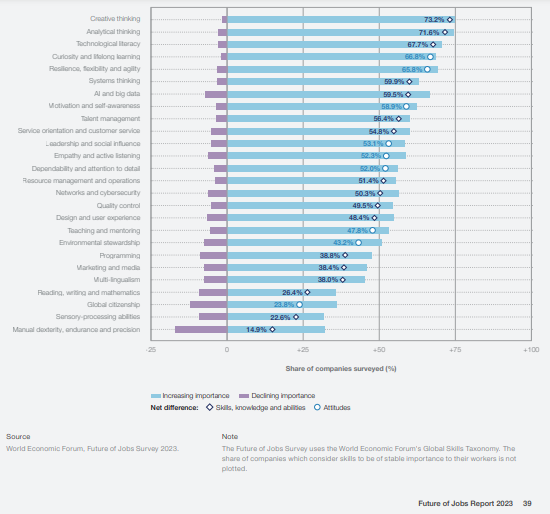 Creative thinking 73.2%
Analytical thinking 71.6%
Technological literacy 67.7%
Curiosity and lifelong learning 66.8%
Resilience, flexibility and agility 65.8%
Systems thinking 59.9%
AI and big data 59.5%
Motivation and self-awareness 58.9%
Talent management 56.4%
Service orientation and customer service 54.8%
Leadership and social influence 53.1%
Empathy and active listening 52.3%
Dependability and attention to detail 52.0%
Resource management and operations 51.4%
Networks and cybersecurity 50.3%
Quality control 49.5%
Design and user experience 48.4%
Teaching and mentoring 47.8%
Environmental stewardship 43.2%
Programming 38.8%
Marketing and media 38.4%
Multi-lingualism 38.0%
Reading, writing and mathematics 26.4%
Global citizenship 23.8%
Sensory-processing abilities 22.6%
Manual dexterity, endurance and precision 14.9%
-25 0 +25 +50 +75 +100
Share of companies surveyed (%)
Increasing importance Declining importance
Net difference: Skills, knowledge and abilities Attitudes
Source
World Economic Forum, Future of Jobs Survey 2023.
Note
The Future of Jobs Survey uses the World Economic Forum's Global Skills Taxonomy. The
share of companies which consider skills to be of stable importance to their workers is not
plotted.
Future of Jobs Report 2023 39